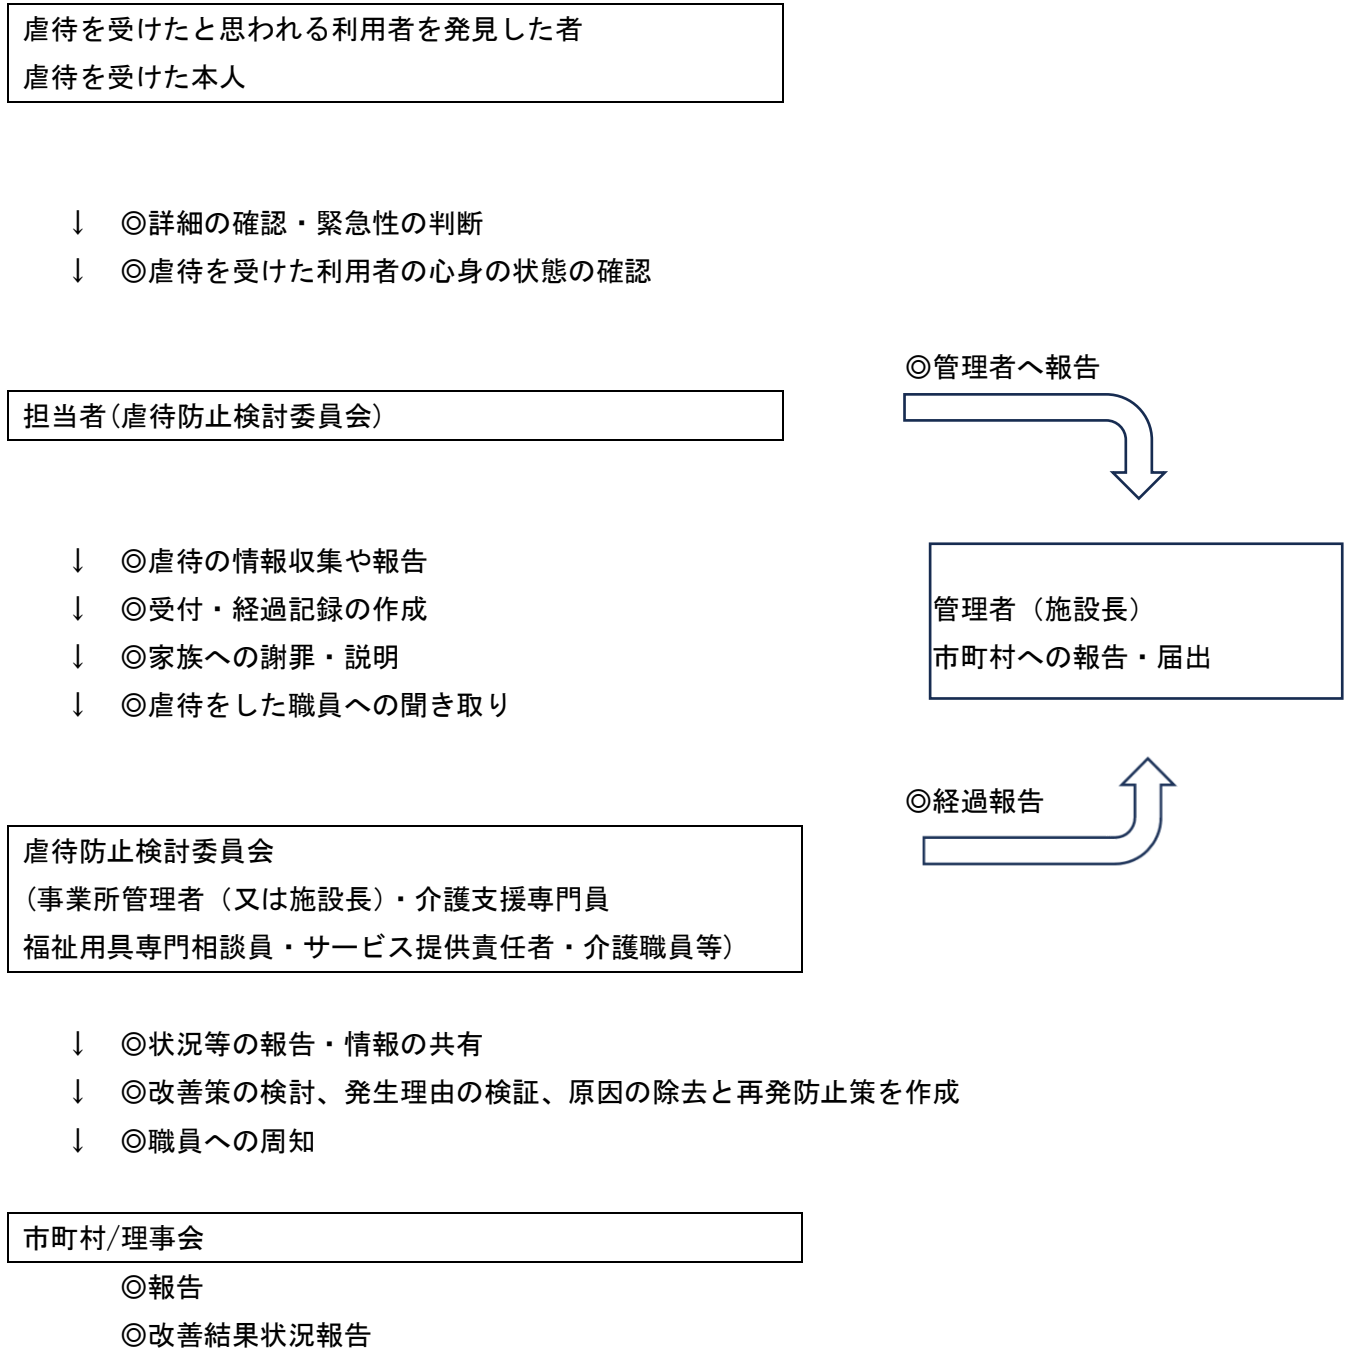 虐待を受けたと思われる利用者を発見した者
虐待を受けた本人
↓ ◎詳細の確認・緊急性の判断
↓ ◎虐待を受けた利用者の心身の状態の確認
◎管理者へ報告
担当者(虐待防止検討委員会)
↓ ◎虐待の情報収集や報告
↓ ◎受付・経過記録の作成
↓ ◎家族への謝罪・説明
↓ ◎虐待をした職員への聞き取り
管理者（施設長）
市町村への報告・届出
◎経過報告
虐待防止検討委員会
(事業所管理者（又は施設長）・介護支援専門員
福祉用具専門相談員・サービス提供責任者・介護職員等)
↓ ◎状況等の報告・情報の共有
↓ ◎改善策の検討、発生理由の検証、原因の除去と再発防止策を作成
↓ ◎職員への周知
市町村/理事会
◎報告
◎改善結果状況報告